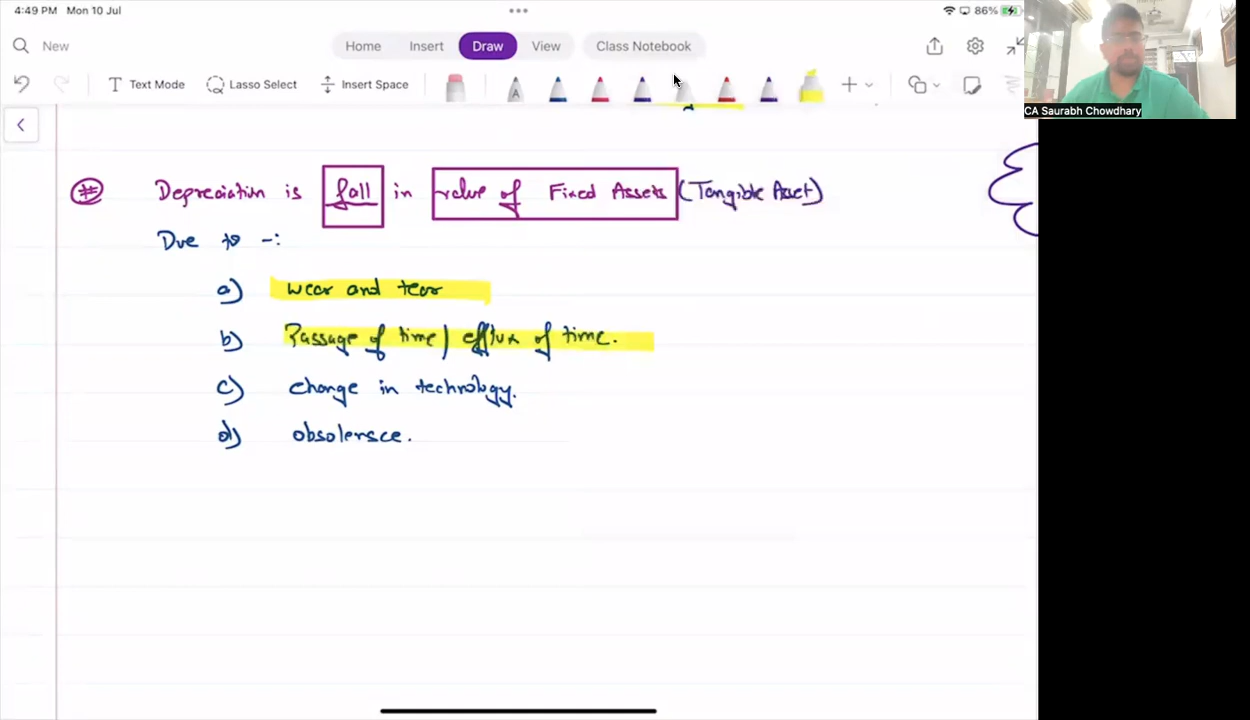 4:49 PM Mon 10 Jul
86%
New
Home Insert Draw View Class Notebook
Text Mode Lasso Select Insert Space
CA Saurabh Chowdhary
# Depreciation is fall in value of Fixed Assets (Tangible Asset)
Due to -:
a) wear and tear
b) Passage of time / efflux of time.
c) change in technology.
d) obsolersce.